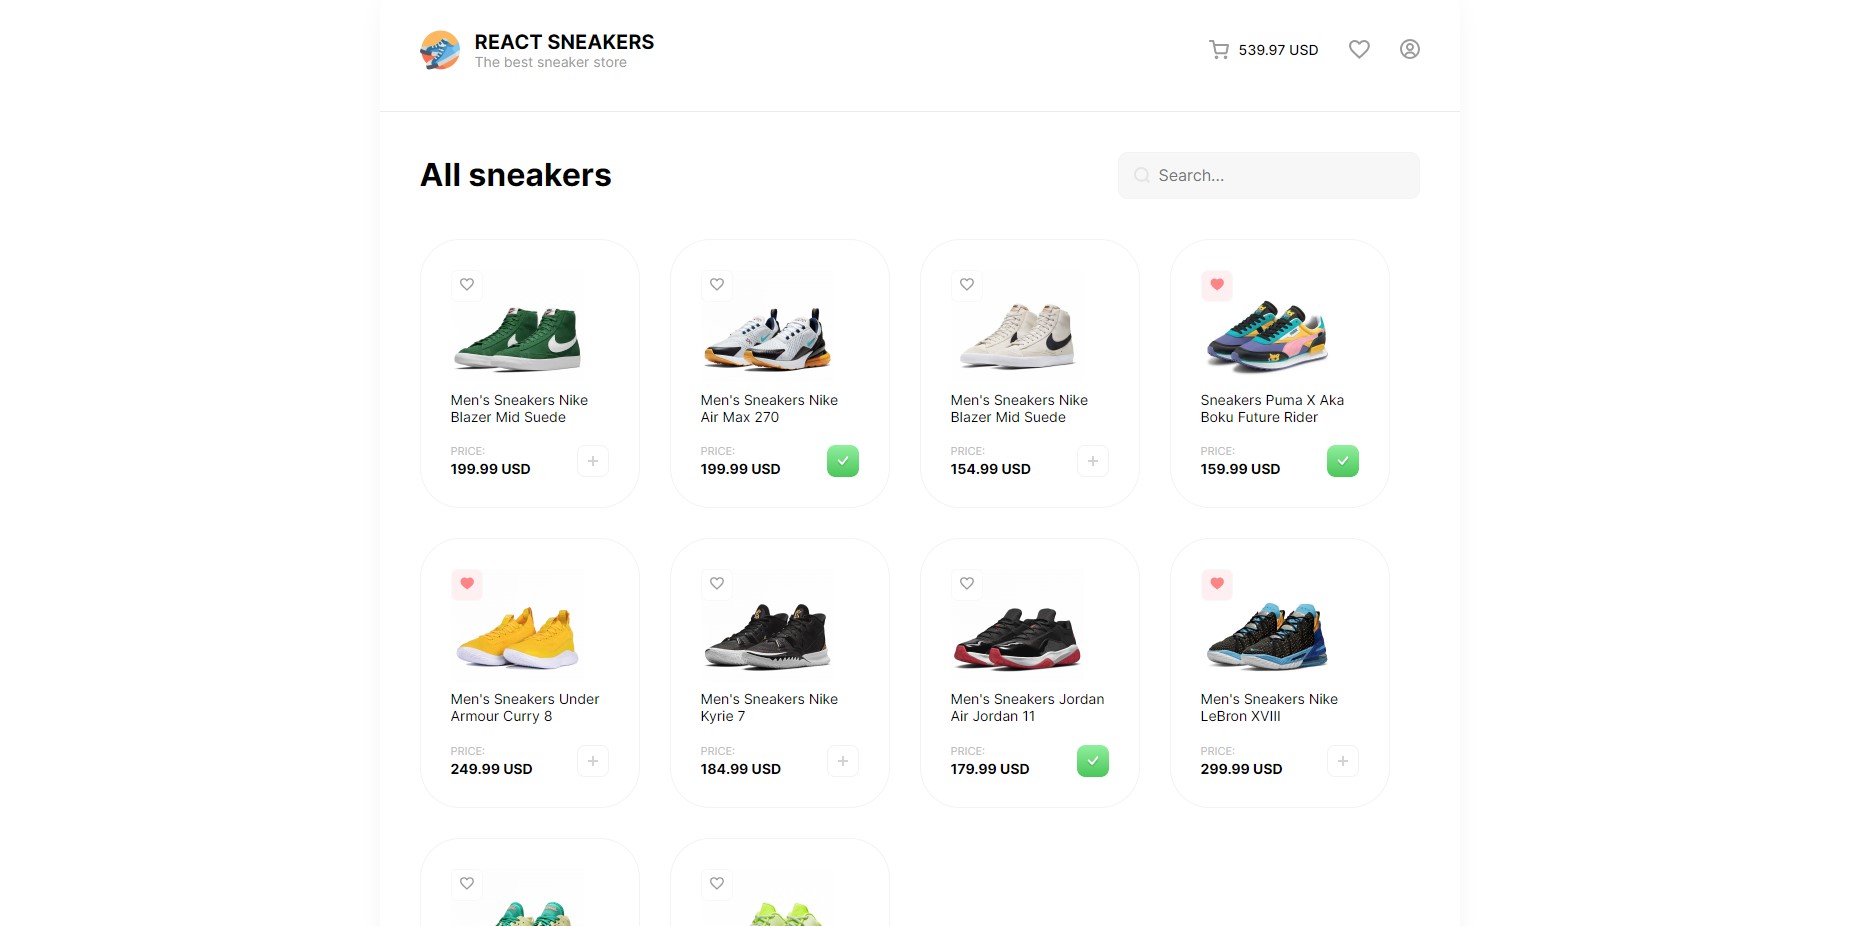 REACT SNEAKERS
The best sneaker store
539.97 USD
All sneakers
Search...
Men's Sneakers Nike
Blazer Mid Suede
PRICE:
199.99 USD
Men's Sneakers Nike
Air Max 270
PRICE:
199.99 USD
Men's Sneakers Nike
Blazer Mid Suede
PRICE:
154.99 USD
Sneakers Puma X Aka
Boku Future Rider
PRICE:
159.99 USD
Men's Sneakers Under
Armour Curry 8
PRICE:
249.99 USD
Men's Sneakers Nike
Kyrie 7
PRICE:
184.99 USD
Men's Sneakers Jordan
Air Jordan 11
PRICE:
179.99 USD
Men's Sneakers Nike
LeBron XVIII
PRICE:
299.99 USD